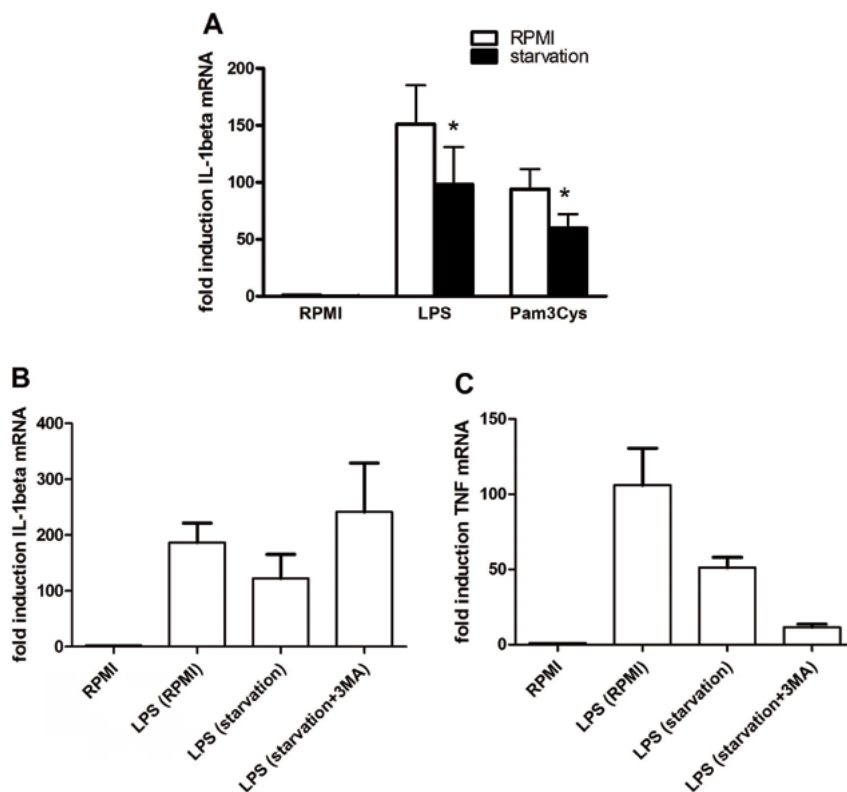 A
RPMI
starvation
fold induction IL-1beta mRNA
200
150
100
50
0
*
*
RPMI
LPS
Pam3Cys
B
fold induction IL-1beta mRNA
400
300
200
100
0
RPMI
LPS (RPMI)
LPS (starvation)
LPS (starvation+3MA)
C
fold induction TNF mRNA
150
100
50
0
RPMI
LPS (RPMI)
LPS (starvation)
LPS (starvation+3MA)